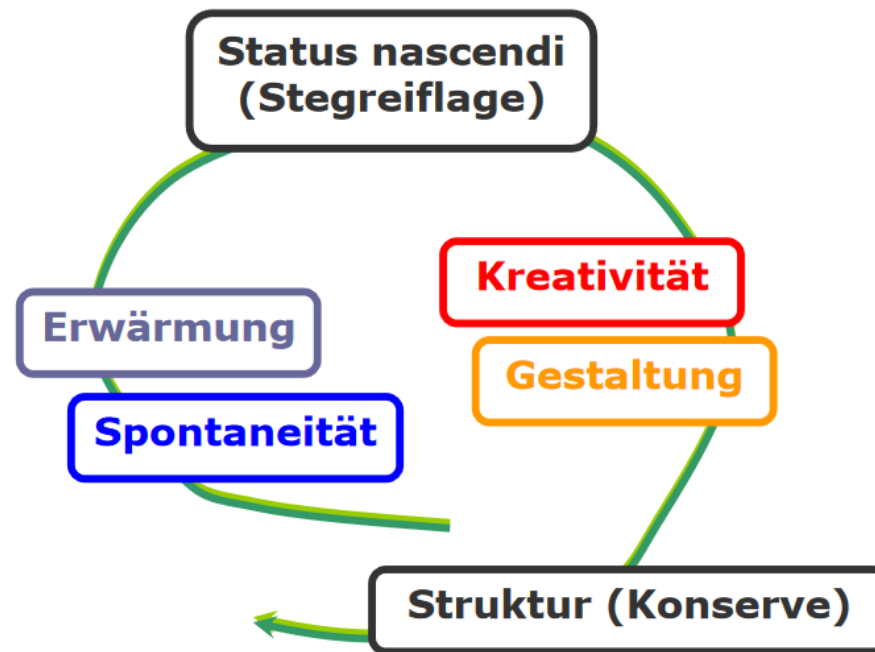 Status nascendi
(Stegreiflage)
Kreativität
Erwärmung
Gestaltung
Spontaneität
Struktur (Konserve)